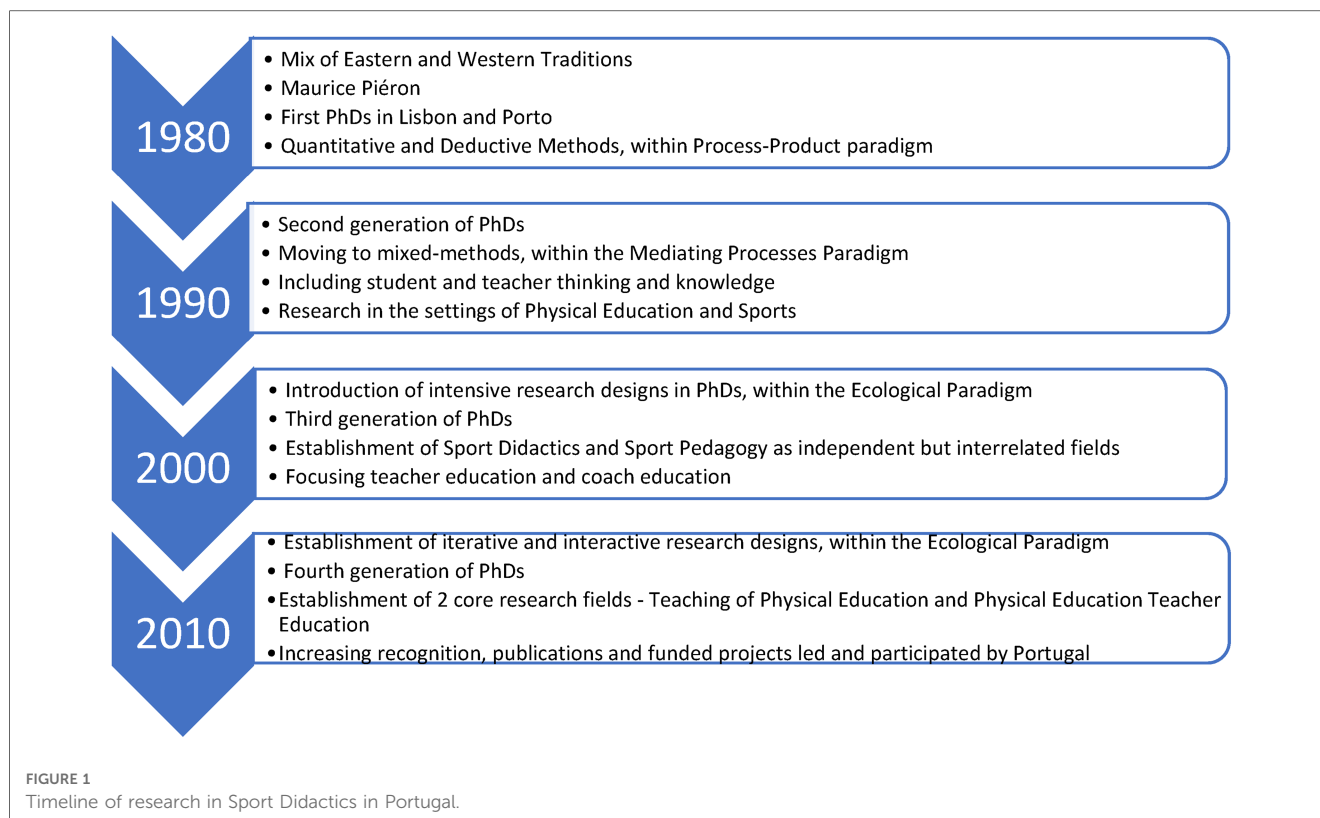 1980
• Mix of Eastern and Western Traditions
• Maurice Piéron
• First PhDs in Lisbon and Porto
• Quantitative and Deductive Methods, within Process-Product paradigm
1990
• Second generation of PhDs
• Moving to mixed-methods, within the Mediating Processes Paradigm
• Including student and teacher thinking and knowledge
• Research in the settings of Physical Education and Sports
2000
• Introduction of intensive research designs in PhDs, within the Ecological Paradigm
• Third generation of PhDs
• Establishment of Sport Didactics and Sport Pedagogy as independent but interrelated fields
• Focusing teacher education and coach education
2010
• Establishment of iterative and interactive research designs, within the Ecological Paradigm
• Fourth generation of PhDs
•Establishment of 2 core research fields - Teaching of Physical Education and Physical Education Teacher
Education
•Increasing recognition, publications and funded projects led and participated by Portugal
FIGURE 1
Timeline of research in Sport Didactics in Portugal.